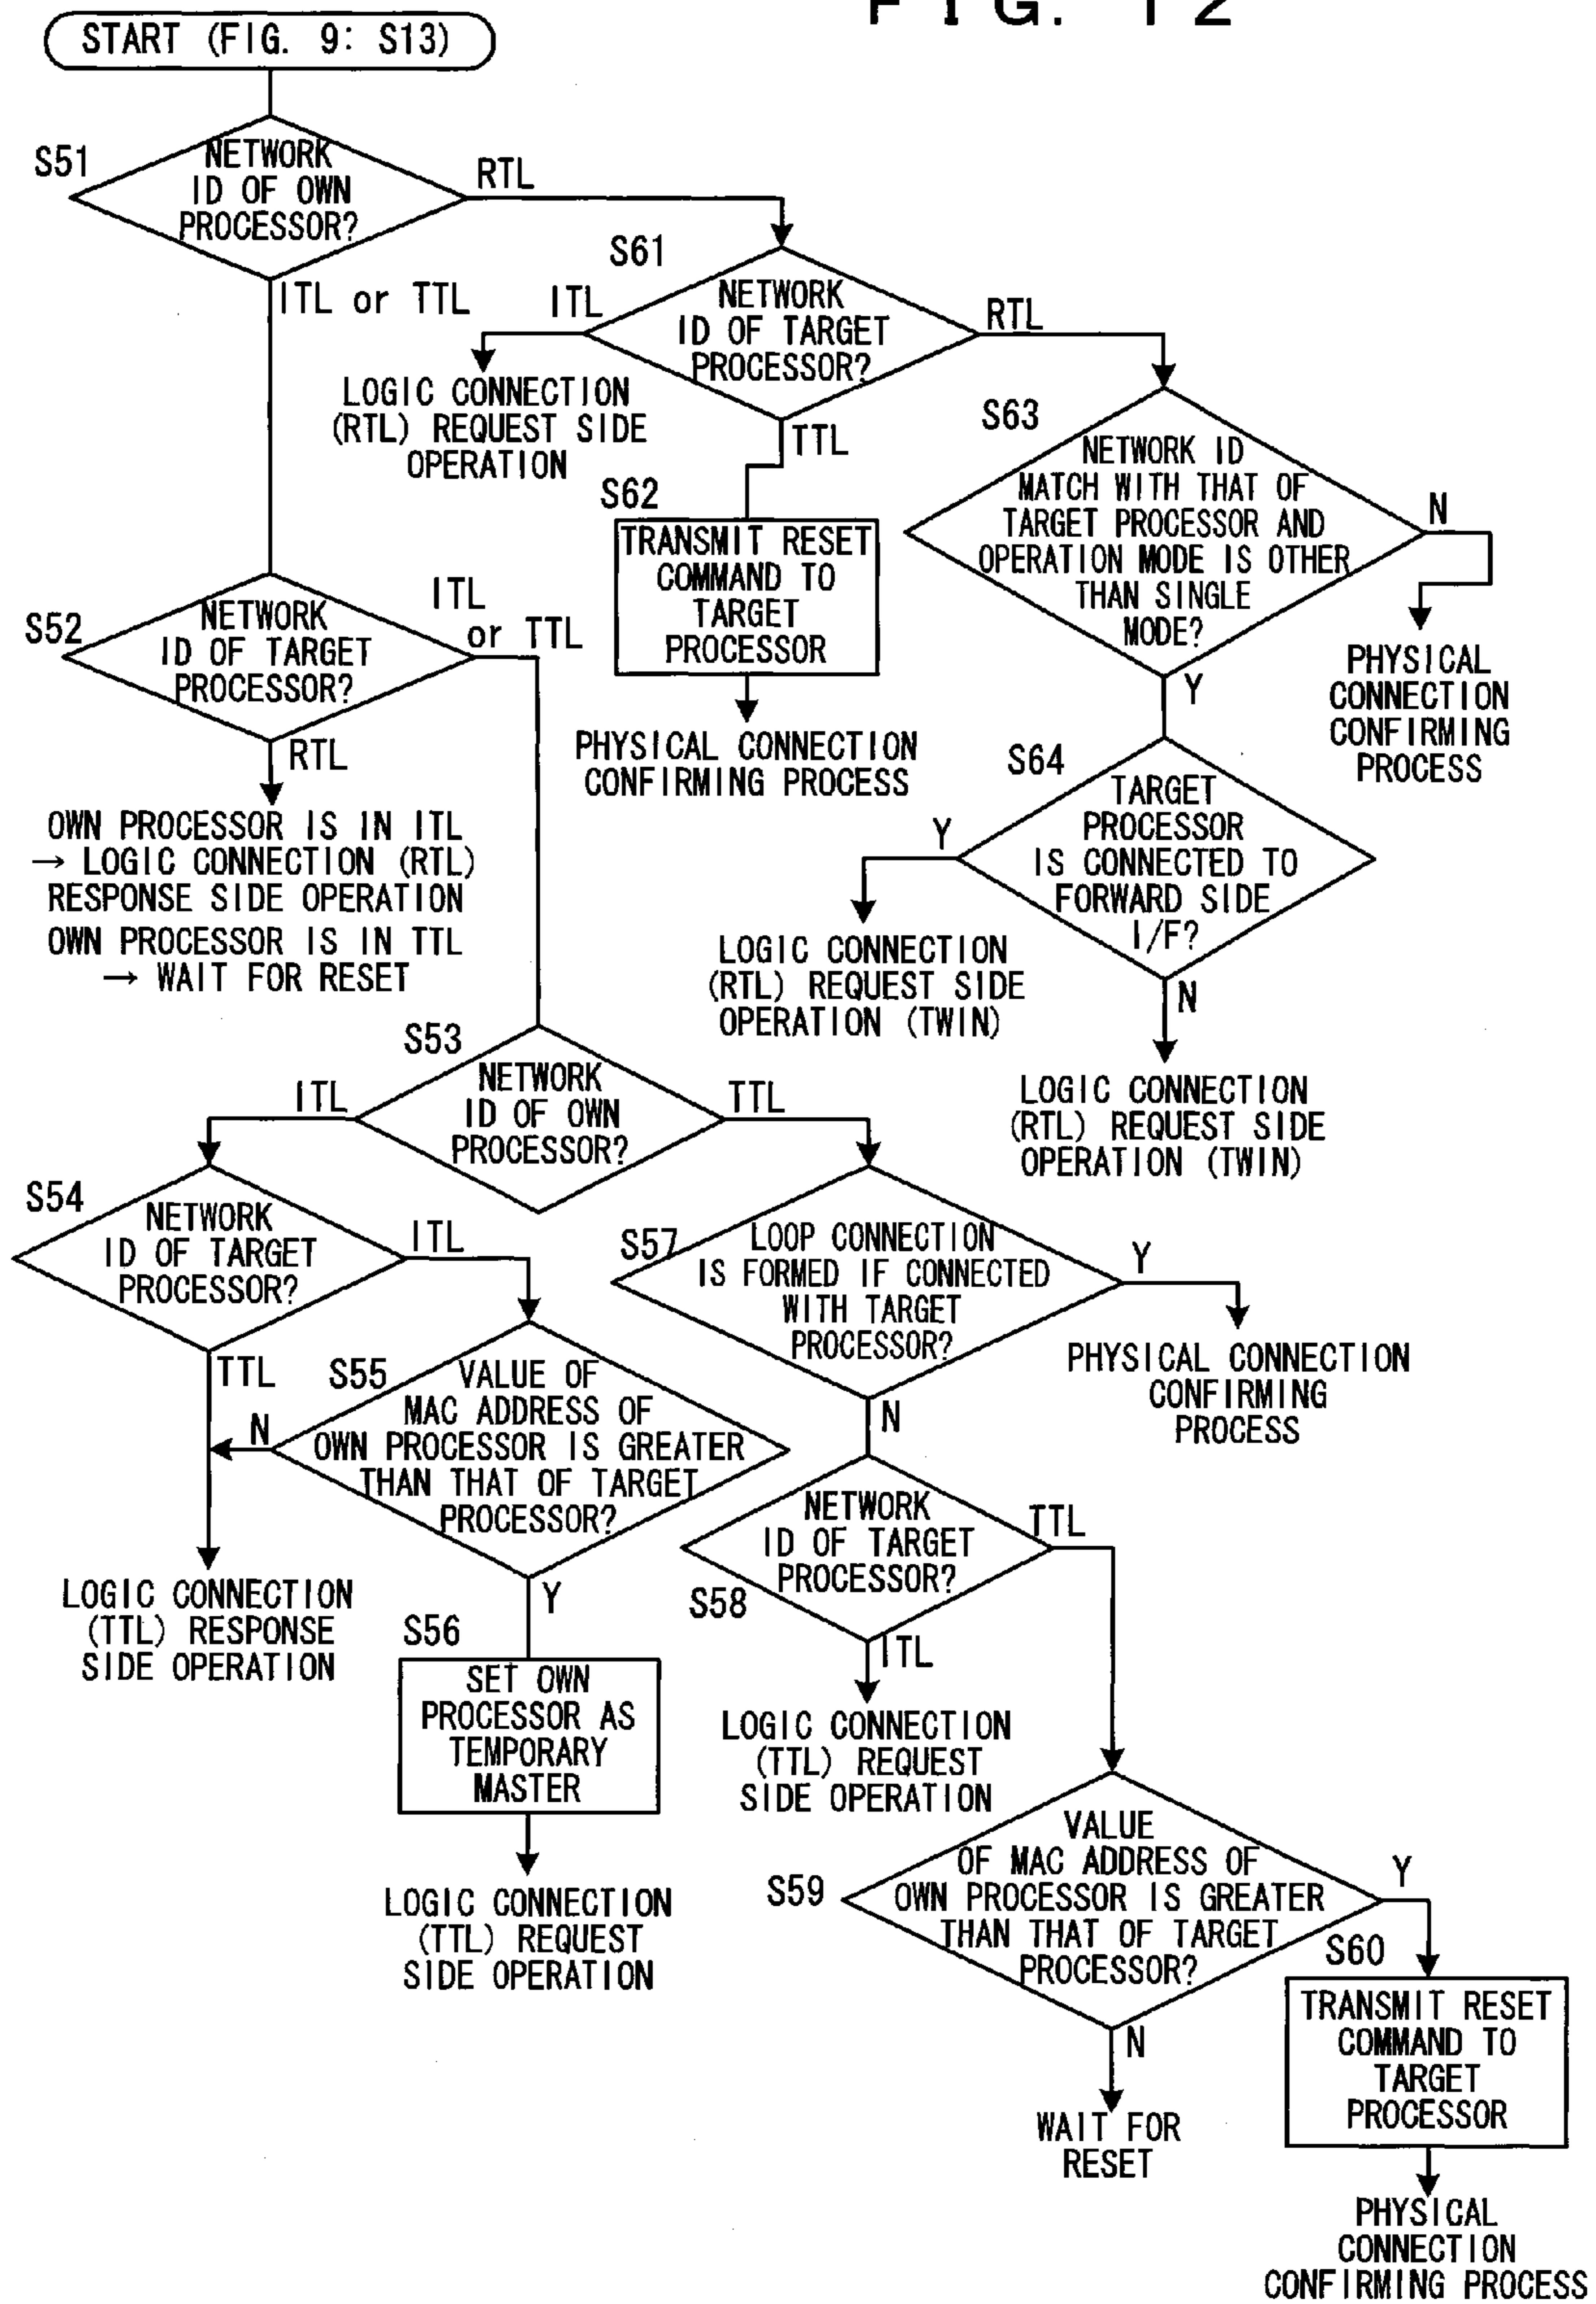 FIG. 12
START (FIG. 9: S13)
S51
NETWORK
ID OF OWN
PROCESSOR?
RTL
ITL or TTL
S61
NETWORK
ID OF TARGET
PROCESSOR?
ITL
RTL
TTL
LOGIC CONNECTION
(RTL) REQUEST SIDE
OPERATION
S62
TRANSMIT RESET
COMMAND TO
TARGET
PROCESSOR
PHYSICAL CONNECTION
CONFIRMING PROCESS
S63
NETWORK ID
MATCH WITH THAT OF
TARGET PROCESSOR AND
OPERATION MODE IS OTHER
THAN SINGLE
MODE?
N
Y
PHYSICAL
CONNECTION
CONFIRMING
PROCESS
S64
TARGET
PROCESSOR
IS CONNECTED TO
FORWARD SIDE
I/F?
Y
N
LOGIC CONNECTION
(RTL) REQUEST SIDE
OPERATION (TWIN)
LOGIC CONNECTION
(RTL) REQUEST SIDE
OPERATION (TWIN)
S52
NETWORK
ID OF TARGET
PROCESSOR?
ITL
or TTL
RTL
OWN PROCESSOR IS IN ITL
→ LOGIC CONNECTION (RTL)
RESPONSE SIDE OPERATION
OWN PROCESSOR IS IN TTL
→ WAIT FOR RESET
S53
NETWORK
ID OF OWN
PROCESSOR?
ITL
TTL
S54
NETWORK
ID OF TARGET
PROCESSOR?
ITL
TTL
S55
VALUE OF
MAC ADDRESS OF
OWN PROCESSOR IS GREATER
THAN THAT OF TARGET
PROCESSOR?
N
Y
LOGIC CONNECTION
(TTL) RESPONSE
SIDE OPERATION
S56
SET OWN
PROCESSOR AS
TEMPORARY
MASTER
LOGIC CONNECTION
(TTL) REQUEST
SIDE OPERATION
S57
LOOP CONNECTION
IS FORMED IF CONNECTED
WITH TARGET
PROCESSOR?
Y
N
PHYSICAL CONNECTION
CONFIRMING
PROCESS
S58
NETWORK
ID OF TARGET
PROCESSOR?
TTL
ITL
LOGIC CONNECTION
(TTL) REQUEST
SIDE OPERATION
S59
VALUE
OF MAC ADDRESS OF
OWN PROCESSOR IS GREATER
THAN THAT OF TARGET
PROCESSOR?
Y
N
WAIT FOR
RESET
S60
TRANSMIT RESET
COMMAND TO
TARGET
PROCESSOR
PHYSICAL
CONNECTION
CONFIRMING PROCESS